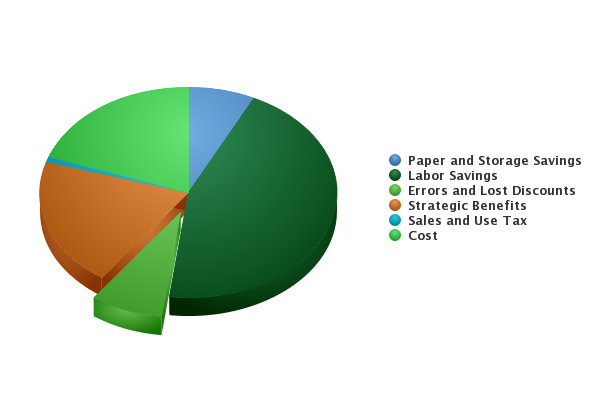 Paper and Storage Savings
Labor Savings
Errors and Lost Discounts
Strategic Benefits
Sales and Use Tax
Cost